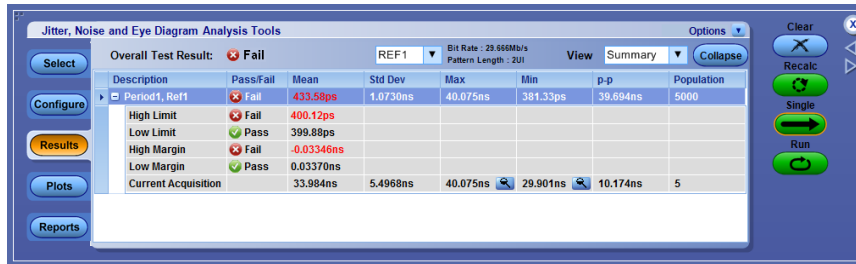 Jitter, Noise and Eye Diagram Analysis Tools Options Clear X
Select Overall Test Result: Fail REF1 Bit Rate : 29.666Mb/s View Summary Collapse
Pattern Length : 2UI
Recalc
Description Pass/Fail Mean Std Dev Max Min p-p Population
Configure Period1, Ref1 Fail 433.58ps 1.0730ns 40.075ns 381.33ps 39.694ns 5000
Single
High Limit Fail 400.12ps
Low Limit Pass 399.88ps
Results High Margin Fail -0.03346ns Run
Low Margin Pass 0.03370ns
Plots Current Acquisition 33.984ns 5.4968ns 40.075ns 29.901ns 10.174ns 5
Reports